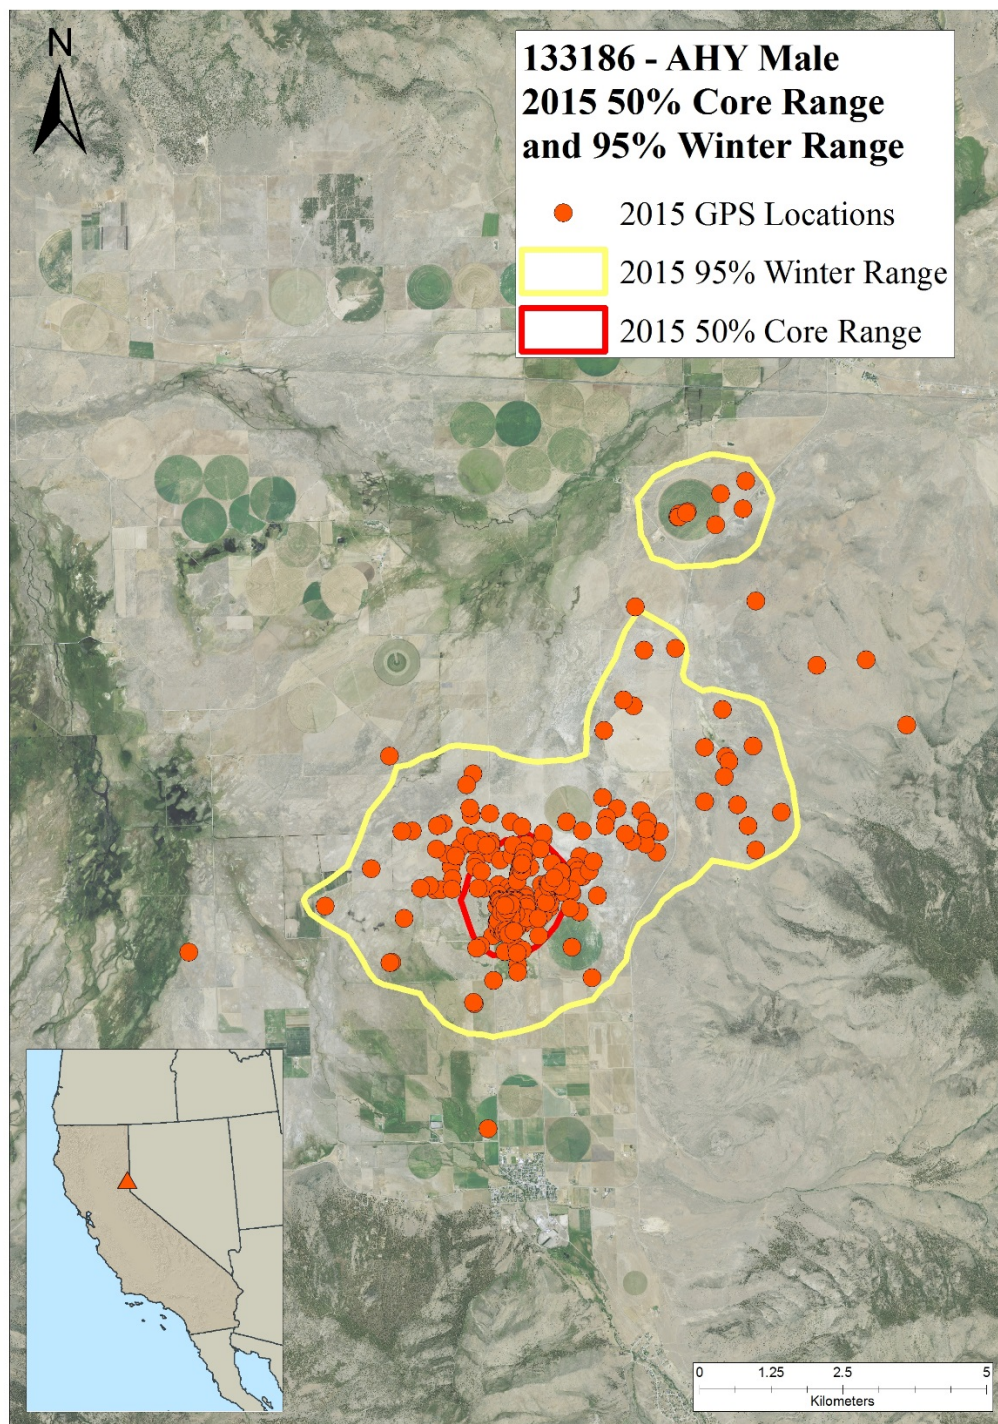 N
133186 - AHY Male
2015 50% Core Range
and 95% Winter Range
2015 GPS Locations
2015 95% Winter Range
2015 50% Core Range
0 1.25 2.5 5
Kilometers